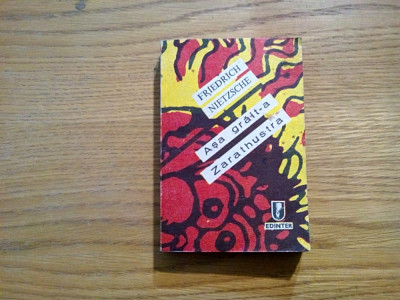 FRIEDRICH
NIETZSCHE
Așa grăit-a
Zarathustra
EDINTER